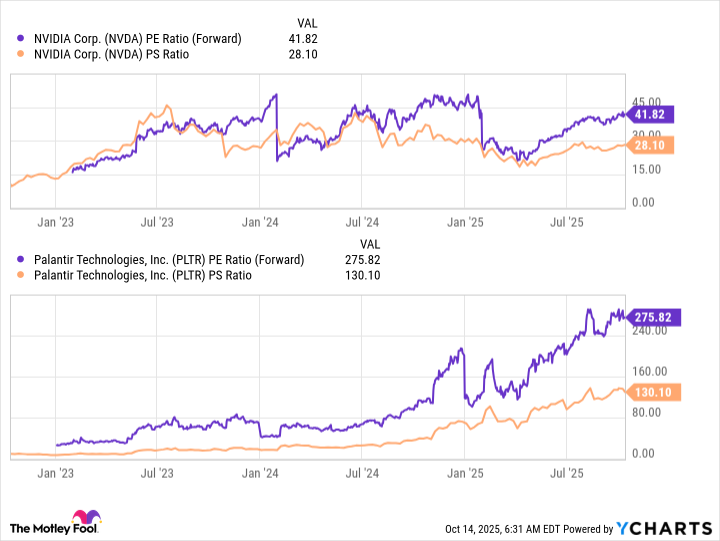 VAL
NVIDIA Corp. (NVDA) PE Ratio (Forward) 41.82
NVIDIA Corp. (NVDA) PS Ratio 28.10
45.00
41.82
30.00
28.10
15.00
0.00
Jan '23 Jul '23 Jan '24 Jul '24 Jan '25 Jul '25
VAL
Palantir Technologies, Inc. (PLTR) PE Ratio (Forward) 275.82
Palantir Technologies, Inc. (PLTR) PS Ratio 130.10
275.82
240.00
160.00
130.10
80.00
0.00
Jan '23 Jul '23 Jan '24 Jul '24 Jan '25 Jul '25
The Motley Fool. Oct 14, 2025, 6:31 AM EDT Powered by YCHARTS